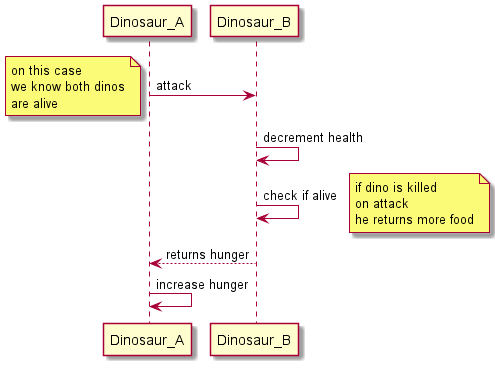 Dinosaur_A
Dinosaur_B
on this case
we know both dinos
are alive
attack
decrement health
check if alive
if dino is killed
on attack
he returns more food
returns hunger
increase hunger
Dinosaur_A
Dinosaur_B